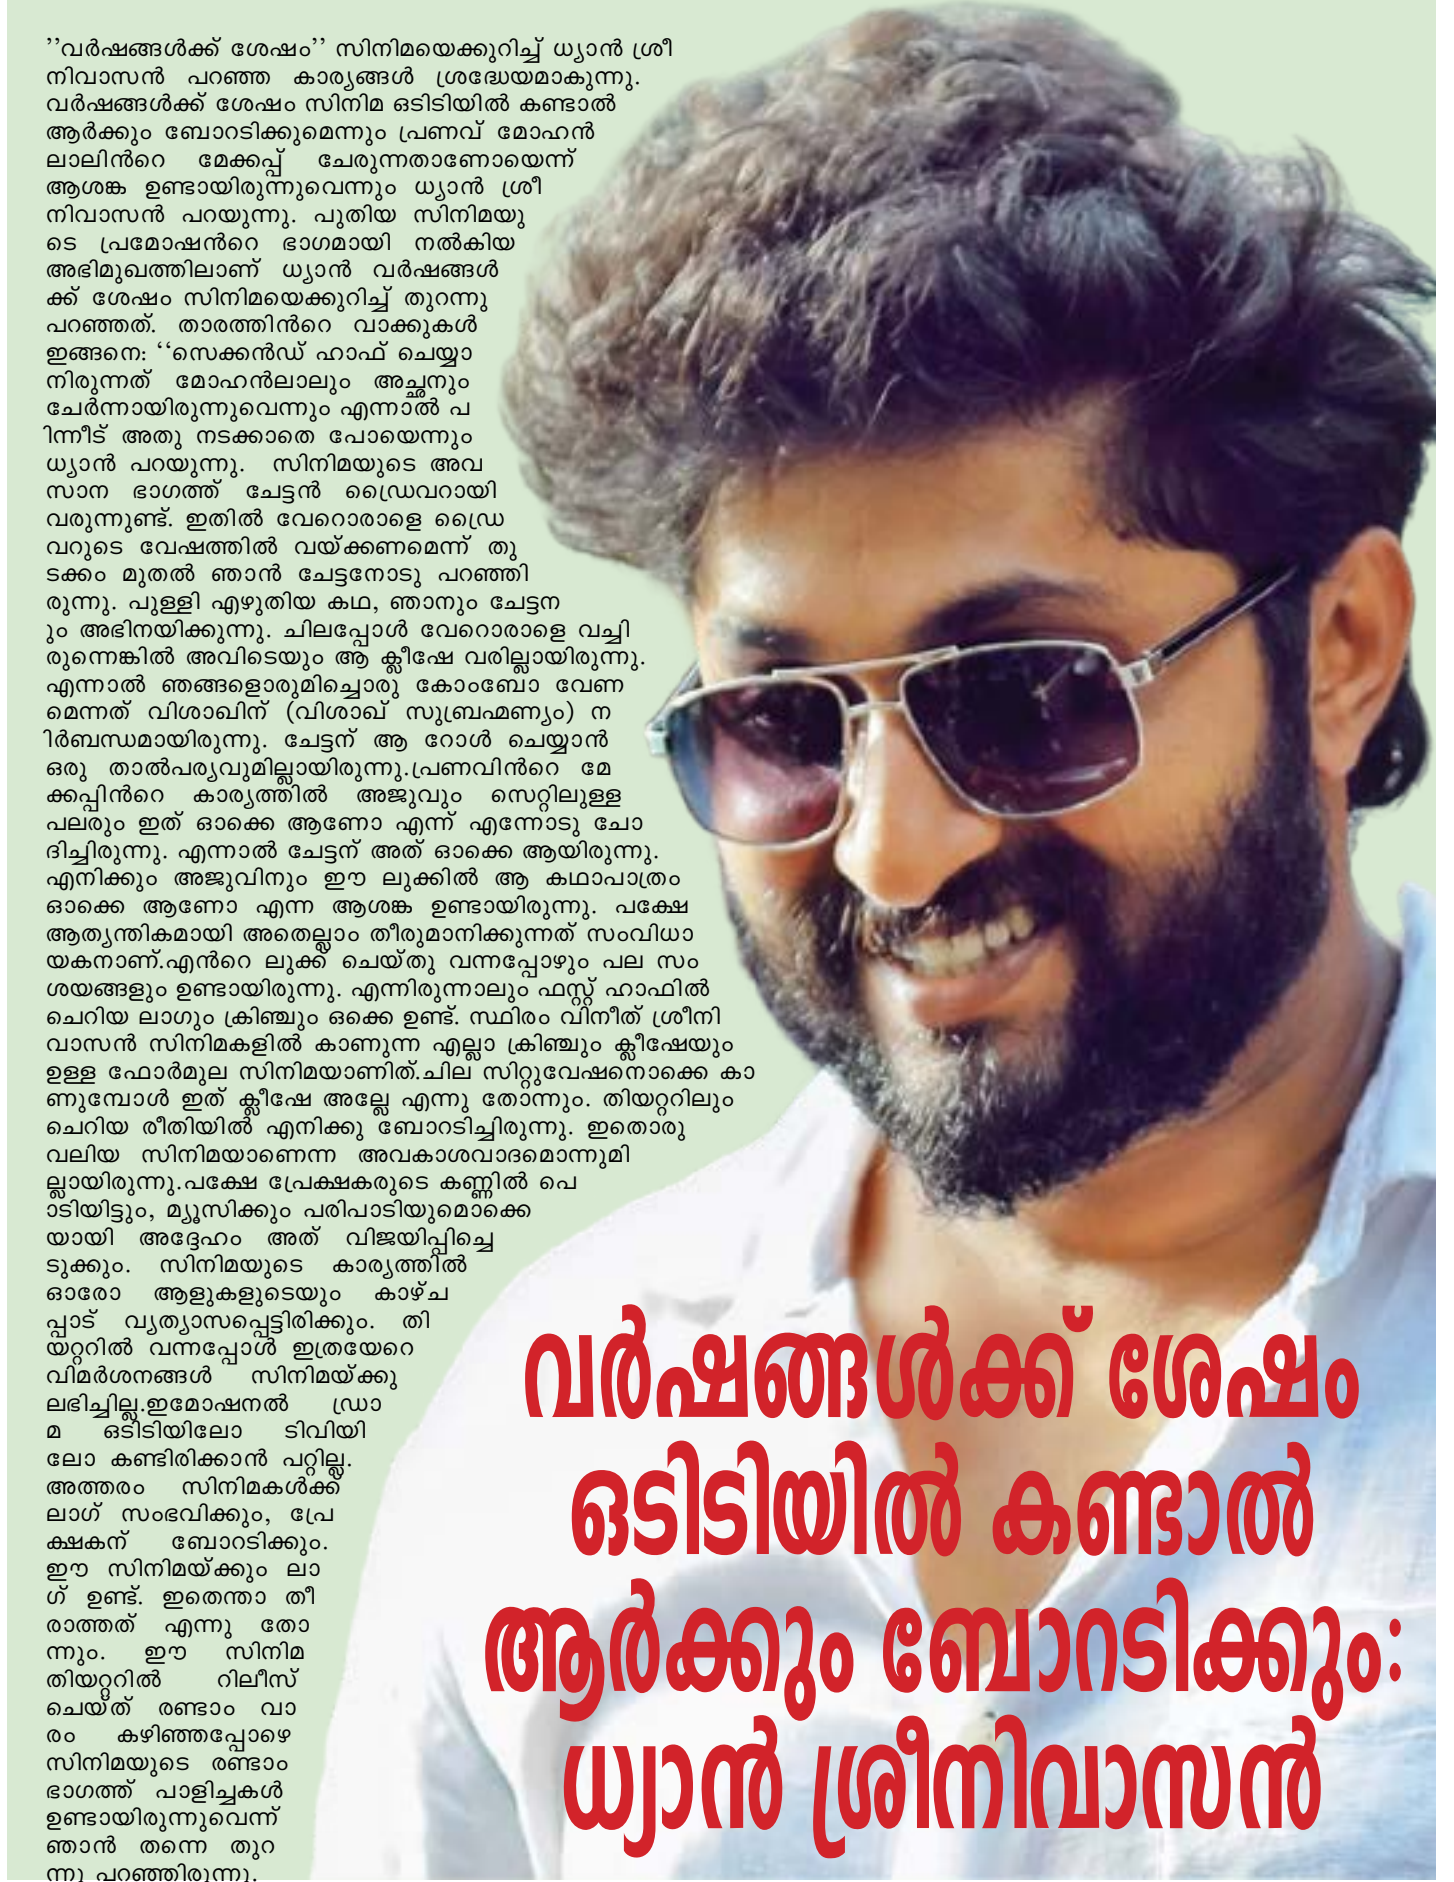 ’’വർഷങ്ങൾക്ക് ശേഷം’’ സിനിമയെക്കുറിച്ച് ധ്യാൻ ശ്രീ
നിവാസൻ പറഞ്ഞ കാര്യങ്ങൾ ശ്രദ്ധേയമാകുന്നു.
വർഷങ്ങൾക്ക് ശേഷം സിനിമ ഒടിടിയിൽ കണ്ടാൽ
ആർക്കും ബോറടിക്കുമെന്നും പ്രണവ് മോഹൻ
ലാലിൻറെ മേക്കപ്പ് ചേരുന്നതാണോയെന്ന്
ആശങ്ക ഉണ്ടായിരുന്നുവെന്നും ധ്യാൻ ശ്രീ
നിവാസൻ പറയുന്നു. പുതിയ സിനിമയു
ടെ പ്രമോഷൻറെ ഭാഗമായി നൽകിയ
അഭിമുഖത്തിലാണ് ധ്യാൻ വർഷങ്ങൾ
ക്ക് ശേഷം സിനിമയെക്കുറിച്ച് തുറന്നു
പറഞ്ഞത്. താരത്തിൻറെ വാക്കുകൾ
ഇങ്ങനെ: ‘‘സെക്കൻഡ് ഹാഫ് ചെയ്യാ
നിരുന്നത് മോഹൻലാലും അച്ഛനും
ചേർന്നായിരുന്നുവെന്നും എന്നാൽ പ
ിന്നീട് അതു നടക്കാതെ പോയെന്നും
ധ്യാൻ പറയുന്നു. സിനിമയുടെ അവ
സാന ഭാഗത്ത് ചേട്ടൻ ഡ്രൈവറായി
വരുന്നുണ്ട്. ഇതിൽ വേറൊരാളെ ഡ്രൈ
വറുടെ വേഷത്തിൽ വയ്ക്കണമെന്ന് തു
ടക്കം മുതൽ ഞാൻ ചേട്ടനോടു പറഞ്ഞി
രുന്നു. പുള്ളി എഴുതിയ കഥ, ഞാനും ചേട്ടന
ും അഭിനയിക്കുന്നു. ചിലപ്പോൾ വേറൊരാളെ വച്ചി
രുന്നെങ്കിൽ അവിടെയും ആ ക്ലീഷേ വരില്ലായിരുന്നു.
എന്നാൽ ഞങ്ങളൊരുമിച്ചൊരു കോംബോ വേണ
മെന്നത് വിശാഖിന് (വിശാഖ് സുബ്രഹ്മണ്യം) ന
ിർബന്ധമായിരുന്നു. ചേട്ടന് ആ റോൾ ചെയ്യാൻ
ഒരു താൽപര്യവുമില്ലായിരുന്നു.പ്രണവിൻറെ മേ
ക്കപ്പിൻറെ കാര്യത്തിൽ അജുവും സെറ്റിലുള്ള
പലരും ഇത് ഓക്കെ ആണോ എന്ന് എന്നോടു ചോ
ദിച്ചിരുന്നു. എന്നാൽ ചേട്ടന് അത് ഓക്കെ ആയിരുന്നു.
എനിക്കും അജുവിനും ഈ ലുക്കിൽ ആ കഥാപാത്രം
ഓക്കെ ആണോ എന്ന ആശങ്ക ഉണ്ടായിരുന്നു. പക്ഷേ
ആത്യന്തികമായി അതെല്ലാം തീരുമാനിക്കുന്നത് സംവിധാ
യകനാണ്.എൻറെ ലുക്ക് ചെയ്തു വന്നപ്പോഴും പല സം
ശയങ്ങളും ഉണ്ടായിരുന്നു. എന്നിരുന്നാലും ഫസ്റ്റ് ഹാഫിൽ
ചെറിയ ലാഗും ക്രിഞ്ചും ഒക്കെ ഉണ്ട്. സ്ഥിരം വിനീത് ശ്രീനി
വാസൻ സിനിമകളിൽ കാണുന്ന എല്ലാ ക്രിഞ്ചും ക്ലീഷേയും
ഉള്ള ഫോർമുല സിനിമയാണിത്.ചില സിറ്റുവേഷനൊക്കെ കാ
ണുമ്പോൾ ഇത് ക്ലീഷേ അല്ലേ എന്നു തോന്നും. തിയറ്ററിലും
ചെറിയ രീതിയിൽ എനിക്കു ബോറടിച്ചിരുന്നു. ഇതൊരു
വലിയ സിനിമയാണെന്ന അവകാശവാദമൊന്നുമി
ല്ലായിരുന്നു.പക്ഷേ പ്രേക്ഷകരുടെ കണ്ണിൽ പെ
ാടിയിട്ടും, മ്യൂസിക്കും പരിപാടിയുമൊക്കെ
യായി അദ്ദേഹം അത് വിജയിപ്പിച്ചെ
ടുക്കും. സിനിമയുടെ കാര്യത്തിൽ
ഓരോ ആളുകളുടെയും കാഴ്ച
പ്പാട് വ്യത്യാസപ്പെട്ടിരിക്കും. തി
യറ്ററിൽ വന്നപ്പോൾ ഇത്രയേറെ
വിമർശനങ്ങൾ സിനിമയ്ക്കു
ലഭിച്ചില്ല.ഇമോഷനൽ ഡ്രാ
മ ഒടിടിയിലോ ടിവിയി
ലോ കണ്ടിരിക്കാൻ പറ്റില്ല.
അത്തരം സിനിമകൾക്ക്
ലാഗ് സംഭവിക്കും, പ്രേ
ക്ഷകന് ബോറടിക്കും.
ഈ സിനിമയ്ക്കും ലാ
ഗ് ഉണ്ട്. ഇതെന്താ തീ
രാത്തത് എന്നു തോ
ന്നും. ഈ സിനിമ
തിയറ്ററിൽ റിലീസ്
ചെയ്ത് രണ്ടാം വാ
രം കഴിഞ്ഞപ്പോഴെ
സിനിമയുടെ രണ്ടാം
ഭാഗത്ത് പാളിച്ചകൾ
ഉണ്ടായിരുന്നുവെന്ന്
ഞാൻ തന്നെ തുറ
ന്നു പറഞ്ഞിരുന്നു.
വർഷങ്ങൾക്ക് ശേഷം
ഒടിടിയിൽ കണ്ടാൽ
ആർക്കും ബോറടിക്കും:
ധ്യാൻ ശ്രീനിവാസൻ